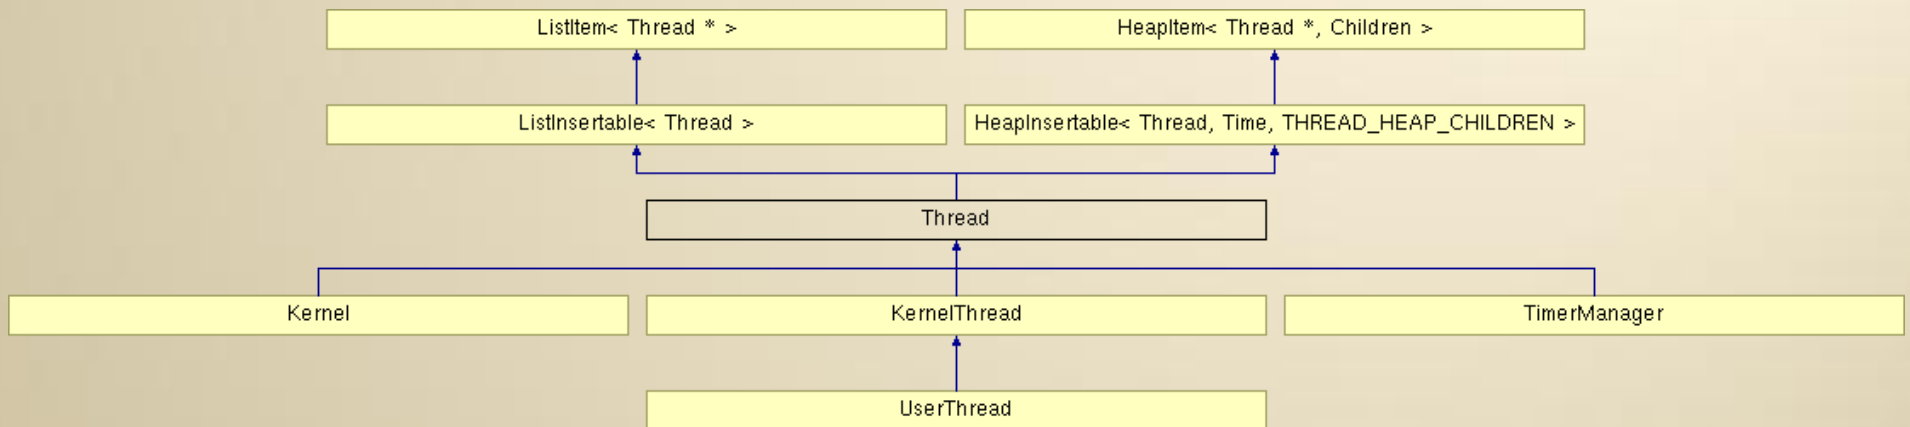 ListItem< Thread * >
HeapItem< Thread *, Children >
ListInsertable< Thread >
HeapInsertable< Thread, Time, THREAD_HEAP_CHILDREN >
Thread
Kernel
KernelThread
TimerManager
UserThread